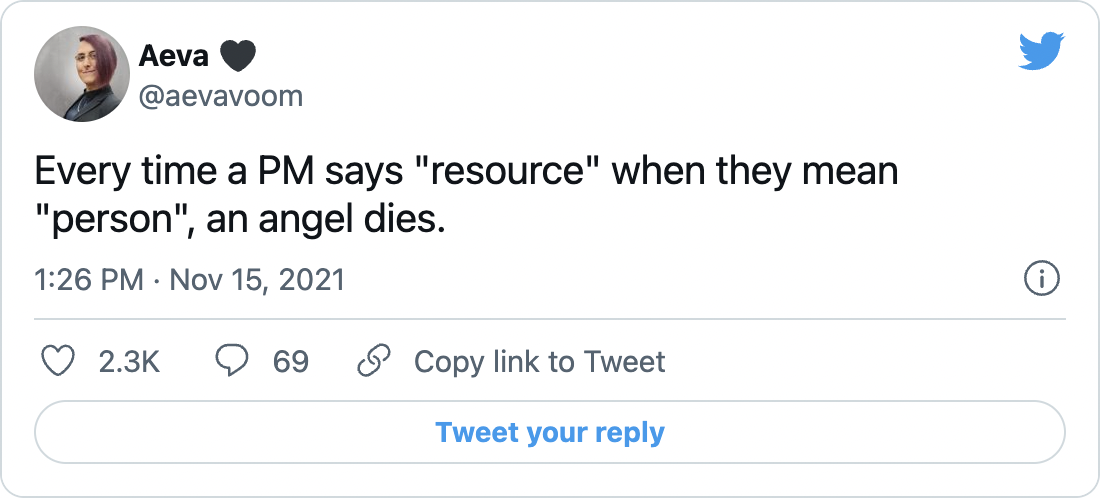 Aeva 🖤
@aevavoom
Every time a PM says "resource" when they mean
"person", an angel dies.
1:26 PM · Nov 15, 2021
2.3K 69 Copy link to Tweet
Tweet your reply